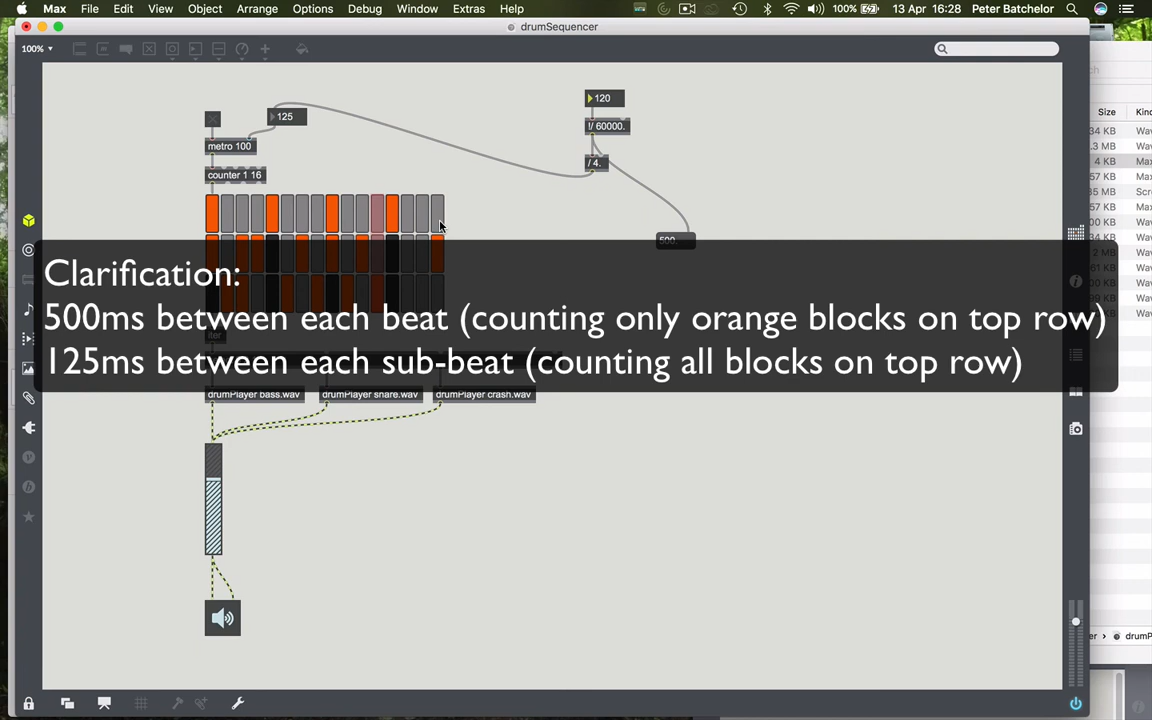 Max File Edit View Object Arrange Options Debug Window Extras Help 100% 13 Apr 16:28 Peter Batchelor
drumSequencer
100%
Size
120
125
!/ 60000.
metro 100
/ 4.
counter 1 16
500.
Clarification:
500ms between each beat (counting only orange blocks on top row)
125ms between each sub-beat (counting all blocks on top row)
iter
drumPlayer bass.wav drumPlayer snare.wav drumPlayer crash.wav